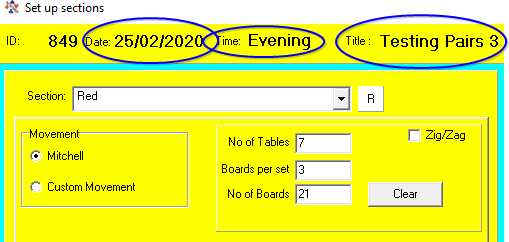 Set up sections
ID: 849 Date: 25/02/2020 Time: Evening Title : Testing Pairs 3
Section: Red R
Movement
Mitchell
Custom Movement
No of Tables 7
Zig/Zag
Boards per set 3
No of Boards 21
Clear